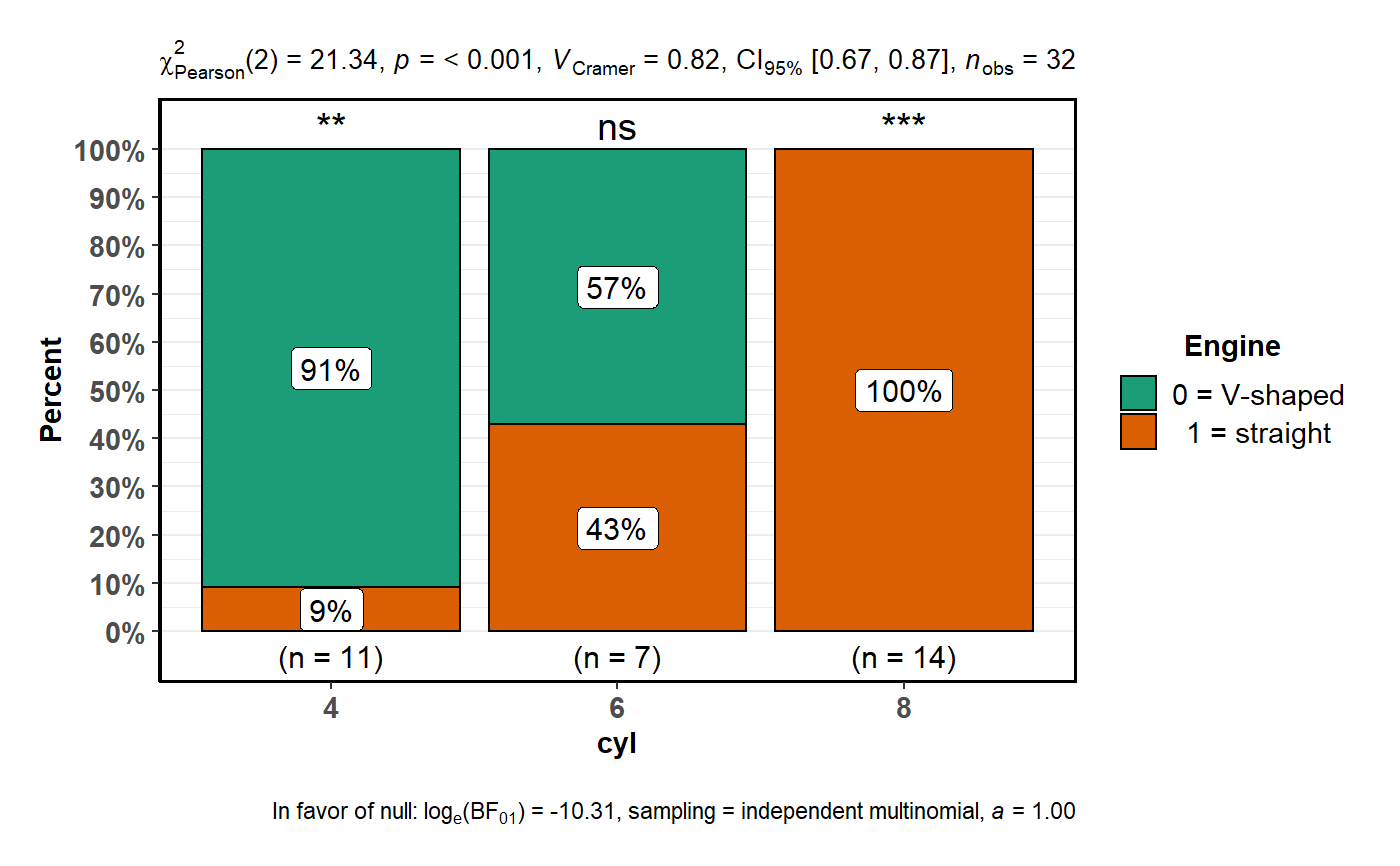 χ²Pearson(2) = 21.34, p = < 0.001, VCramer = 0.82, CI95% [0.67, 0.87], nobs = 32
** ns ***
100%
90%
80%
70%
60%
50%
40%
30%
20%
10%
0%
Percent
91%
9%
57%
43%
100%
(n = 11) (n = 7) (n = 14)
4 6 8
cyl
Engine
0 = V-shaped
1 = straight
In favor of null: loge(BF01) = -10.31, sampling = independent multinomial, a = 1.00